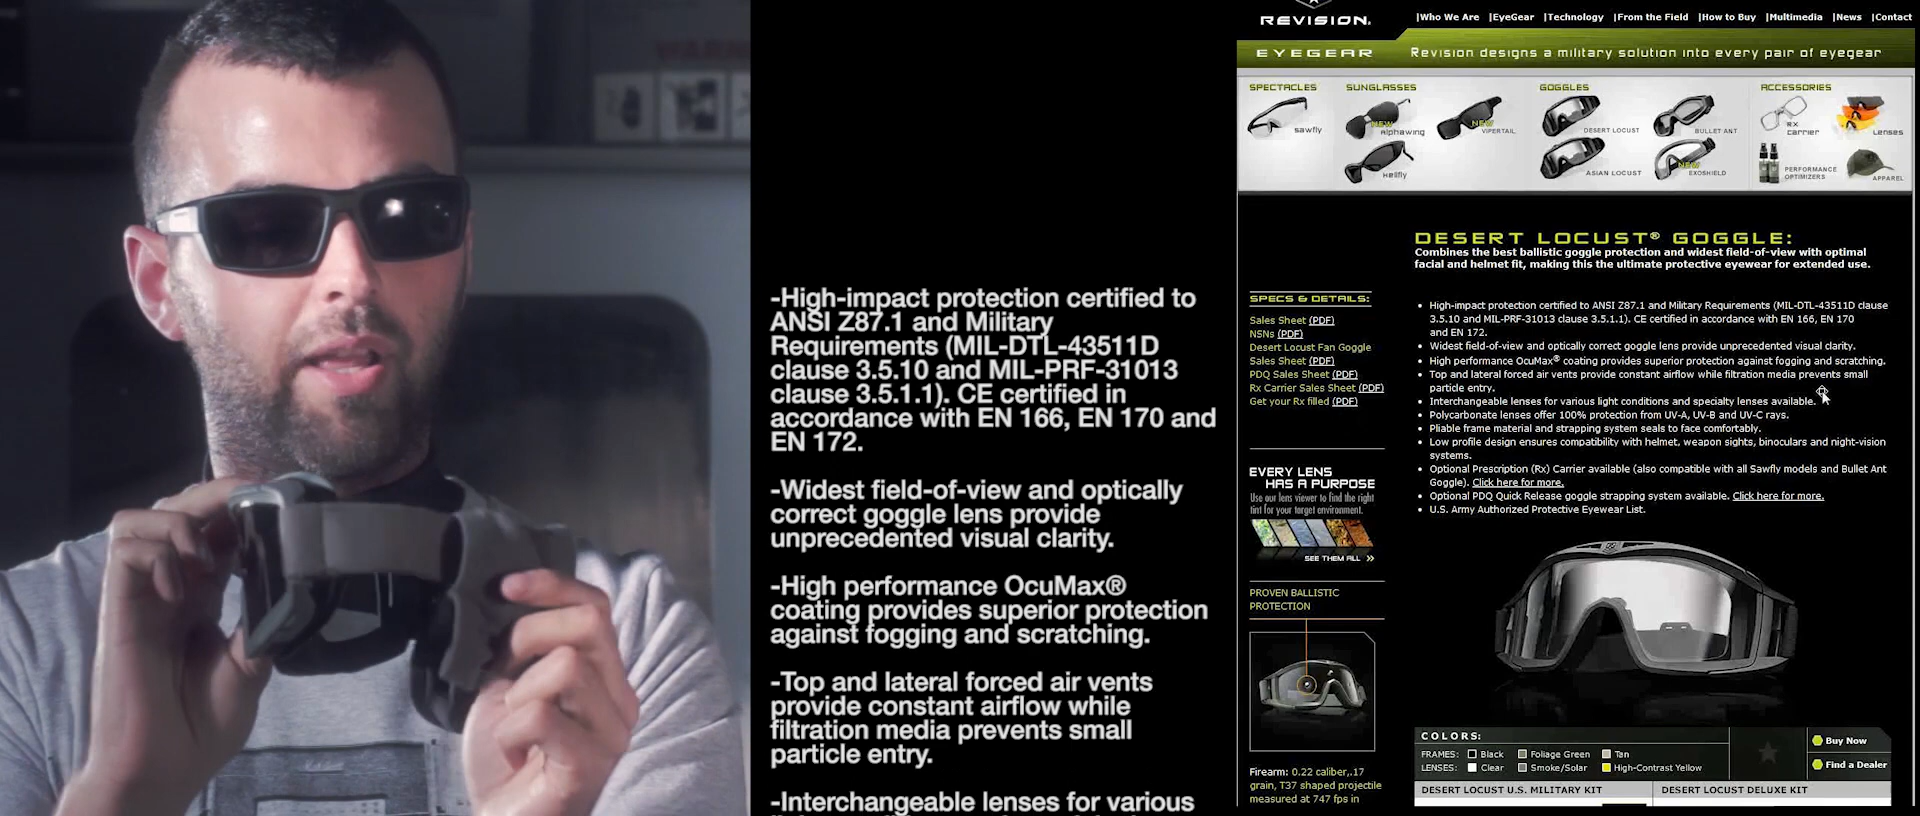 -High-impact protection certified to
ANSI Z87.1 and Military
Requirements (MIL-DTL-43511D
clause 3.5.10 and MIL-PRF-31013
clause 3.5.1.1). CE certified in
accordance with EN 166, EN 170 and
EN 172.
-Widest field-of-view and optically
correct goggle lens provide
unprecedented visual clarity.
-High performance OcuMax®
coating provides superior protection
against fogging and scratching.
-Top and lateral forced air vents
provide constant airflow while
filtration media prevents small
particle entry.
-Interchangeable lenses for various
REVISION.
|Who We Are |EyeGear |Technology |From the Field |How to Buy |Multimedia |News |Contact
EYEGEAR Revision designs a military solution into every pair of eyegear
SPECTACLES SUNGLASSES GOGGLES ACCESSORIES
sawfly
NEW alphawing
NEW VIPERTAIL
hellfly
DESERT LOCUST
BULLET ANT
ASIAN LOCUST
NEW EXOSHIELD
RX carrier
Lenses
PERFORMANCE OPTIMIZERS
APPAREL
DESERT LOCUST® GOGGLE:
Combines the best ballistic goggle protection and widest field-of-view with optimal
facial and helmet fit, making this the ultimate protective eyewear for extended use.
SPECS & DETAILS:
Sales Sheet (PDF)
NSNs (PDF)
Desert Locust Fan Goggle
Sales Sheet (PDF)
PDQ Sales Sheet (PDF)
Rx Carrier Sales Sheet (PDF)
Get your Rx filled (PDF)
• High-impact protection certified to ANSI Z87.1 and Military Requirements (MIL-DTL-43511D clause
3.5.10 and MIL-PRF-31013 clause 3.5.1.1). CE certified in accordance with EN 166, EN 170
and EN 172.
• Widest field-of-view and optically correct goggle lens provide unprecedented visual clarity.
• High performance OcuMax® coating provides superior protection against fogging and scratching.
• Top and lateral forced air vents provide constant airflow while filtration media prevents small
particle entry.
• Interchangeable lenses for various light conditions and specialty lenses available.
• Polycarbonate lenses offer 100% protection from UV-A, UV-B and UV-C rays.
• Pliable frame material and strapping system seals to face comfortably.
• Low profile design ensures compatibility with helmet, weapon sights, binoculars and night-vision
systems.
• Optional Prescription (Rx) Carrier available (also compatible with all Sawfly models and Bullet Ant
Goggle). Click here for more.
• Optional PDQ Quick Release goggle strapping system available. Click here for more.
• U.S. Army Authorized Protective Eyewear List.
EVERY LENS
HAS A PURPOSE
Use our lens viewer to find the right
tint for your target environment.
SEE THEM ALL >>
PROVEN BALLISTIC
PROTECTION
Firearm: 0.22 caliber,.17
grain, T37 shaped projectile
measured at 747 fps in
COLORS:
FRAMES: Black Foliage Green Tan
LENSES: Clear Smoke/Solar High-Contrast Yellow
Buy Now
Find a Dealer
DESERT LOCUST U.S. MILITARY KIT
DESERT LOCUST DELUXE KIT